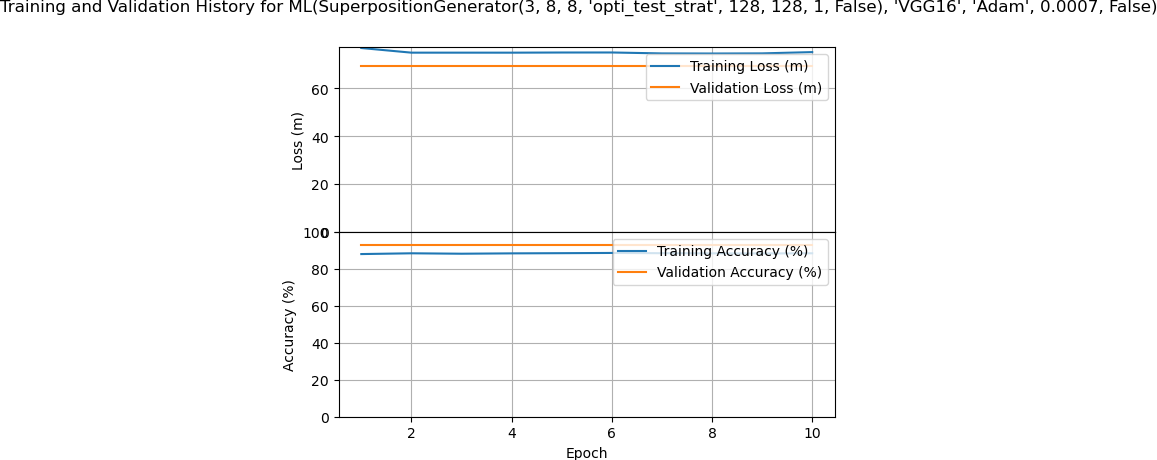 Training and Validation History for ML(SuperpositionGenerator(3, 8, 8, 'opti_test_strat', 128, 128, 1, False), 'VGG16', 'Adam', 0.0007, False)
Training Loss (m)
Validation Loss (m)
60
40
20
0
Loss (m)
100
80
60
40
20
0
Accuracy (%)
Training Accuracy (%)
Validation Accuracy (%)
2 4 6 8 10
Epoch